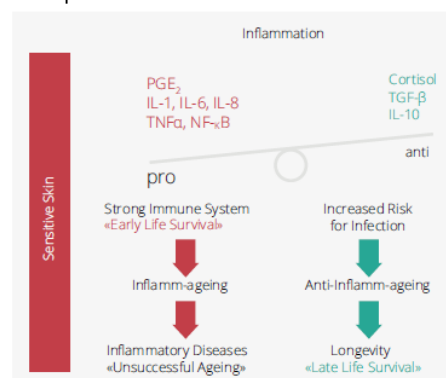 Inflammation
Sensitive Skin
PGE₂
IL-1, IL-6, IL-8
TNFα, NF-κB
Cortisol
TGF-β
IL-10
anti
pro
Strong Immune System
«Early Life Survival»
Increased Risk
for Infection
Inflamm-ageing
Anti-Inflamm-ageing
Inflammatory Diseases
«Unsuccessful Ageing»
Longevity
«Late Life Survival»